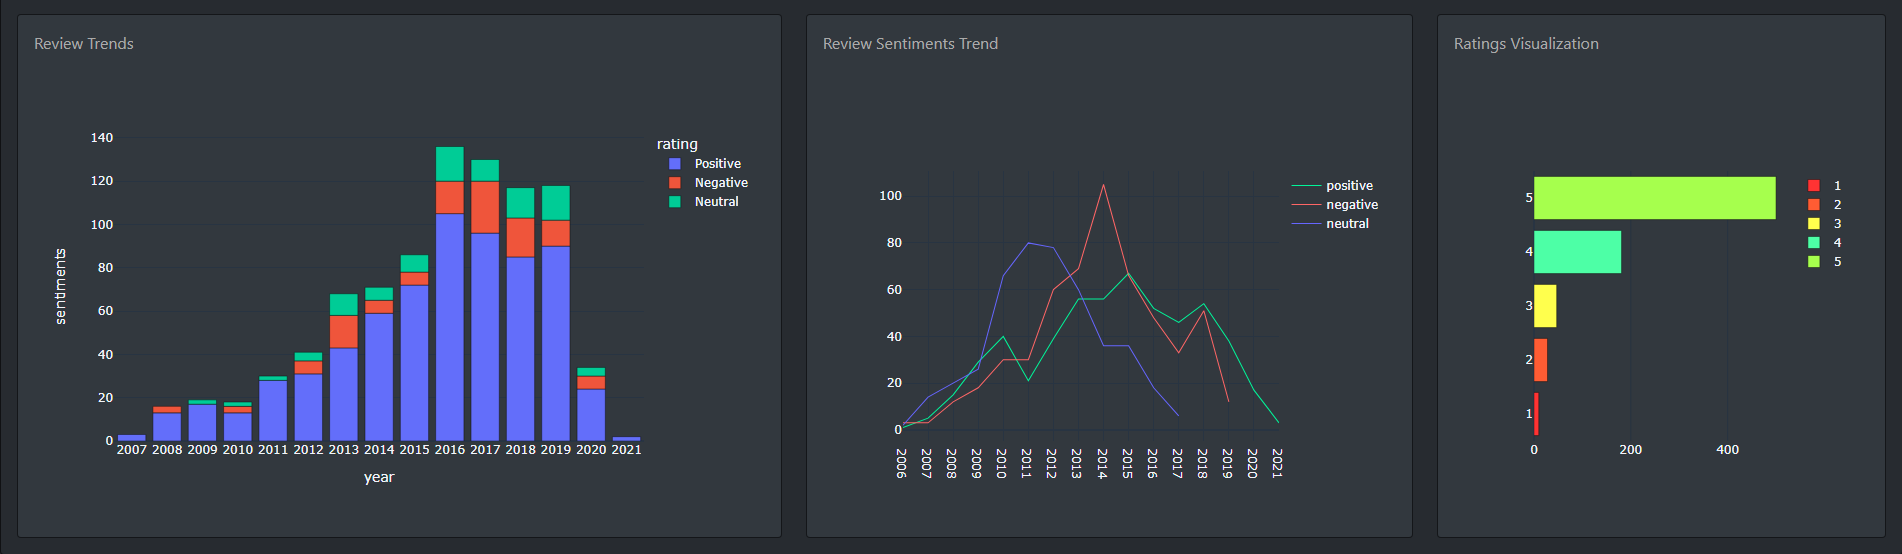 Review Trends
140
120
100
80
60
40
20
0
sentiments
2007 2008 2009 2010 2011 2012 2013 2014 2015 2016 2017 2018 2019 2020 2021
year
rating
Positive
Negative
Neutral
Review Sentiments Trend
100
80
60
40
20
0
2006
2007
2008
2009
2010
2011
2012
2013
2014
2015
2016
2017
2018
2019
2020
2021
positive
negative
neutral
Ratings Visualization
5
4
3
2
1
0 200 400
1
2
3
4
5